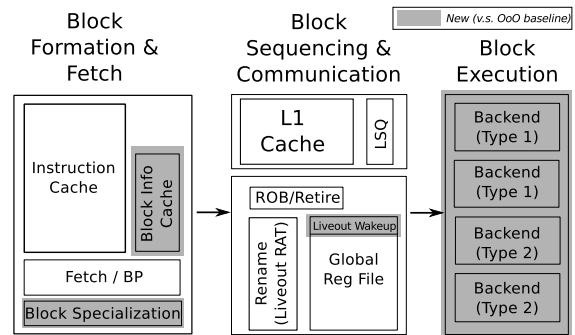 New (v.s. OoO baseline)
Block
Formation &
Fetch
Block
Sequencing &
Communication
Block
Execution
Instruction
Cache
Block Info
Cache
Fetch / BP
Block Specialization
L1
Cache
LSQ
ROB/Retire
Rename
(Liveout RAT)
Liveout Wakeup
Global
Reg File
Backend
(Type 1)
Backend
(Type 1)
Backend
(Type 2)
Backend
(Type 2)